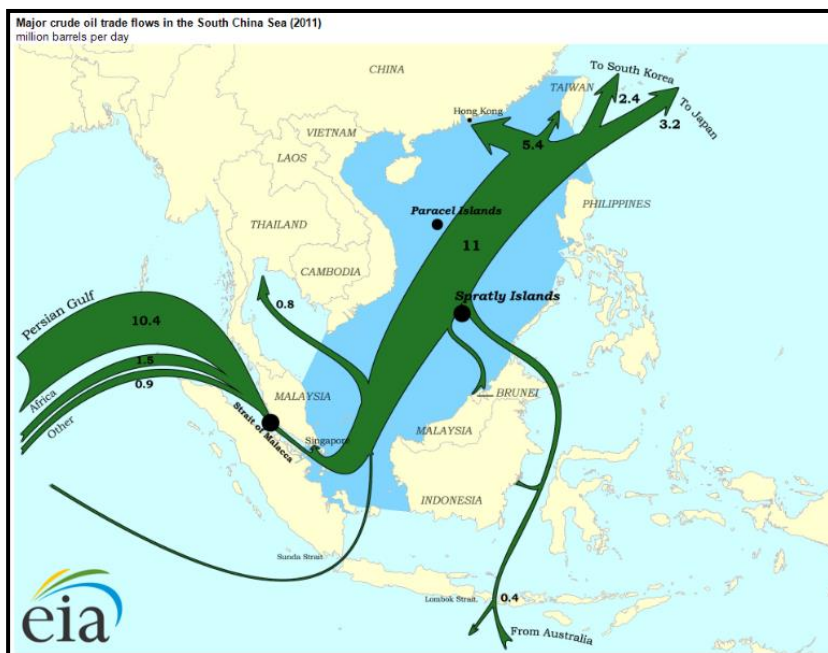 Major crude oil trade flows in the South China Sea (2011)
million barrels per day
CHINA
To South Korea
TAIWAN
2.4
To Japan
3.2
Hong Kong
5.4
VIETNAM
LAOS
Paracel Islands
PHILIPPINES
THAILAND
11
CAMBODIA
Spratly Islands
0.8
Persian Gulf
10.4
1.5
Africa
0.9
Other
MALAYSIA
BRUNEI
Strait of Malacca
Singapore
MALAYSIA
INDONESIA
Sunda Strait
Lombok Strait.
0.4
From Australia
eia